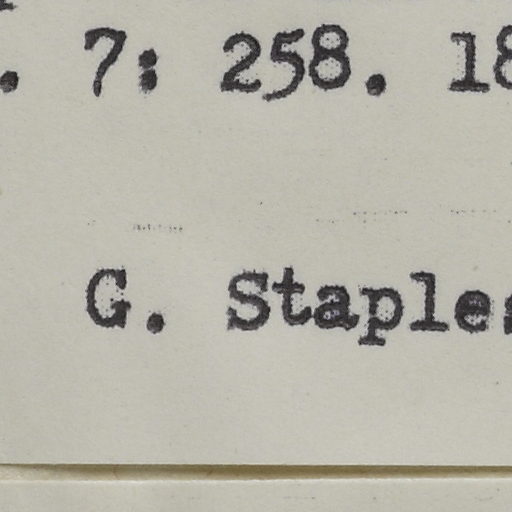 . 7: 258. 18
G. Staples